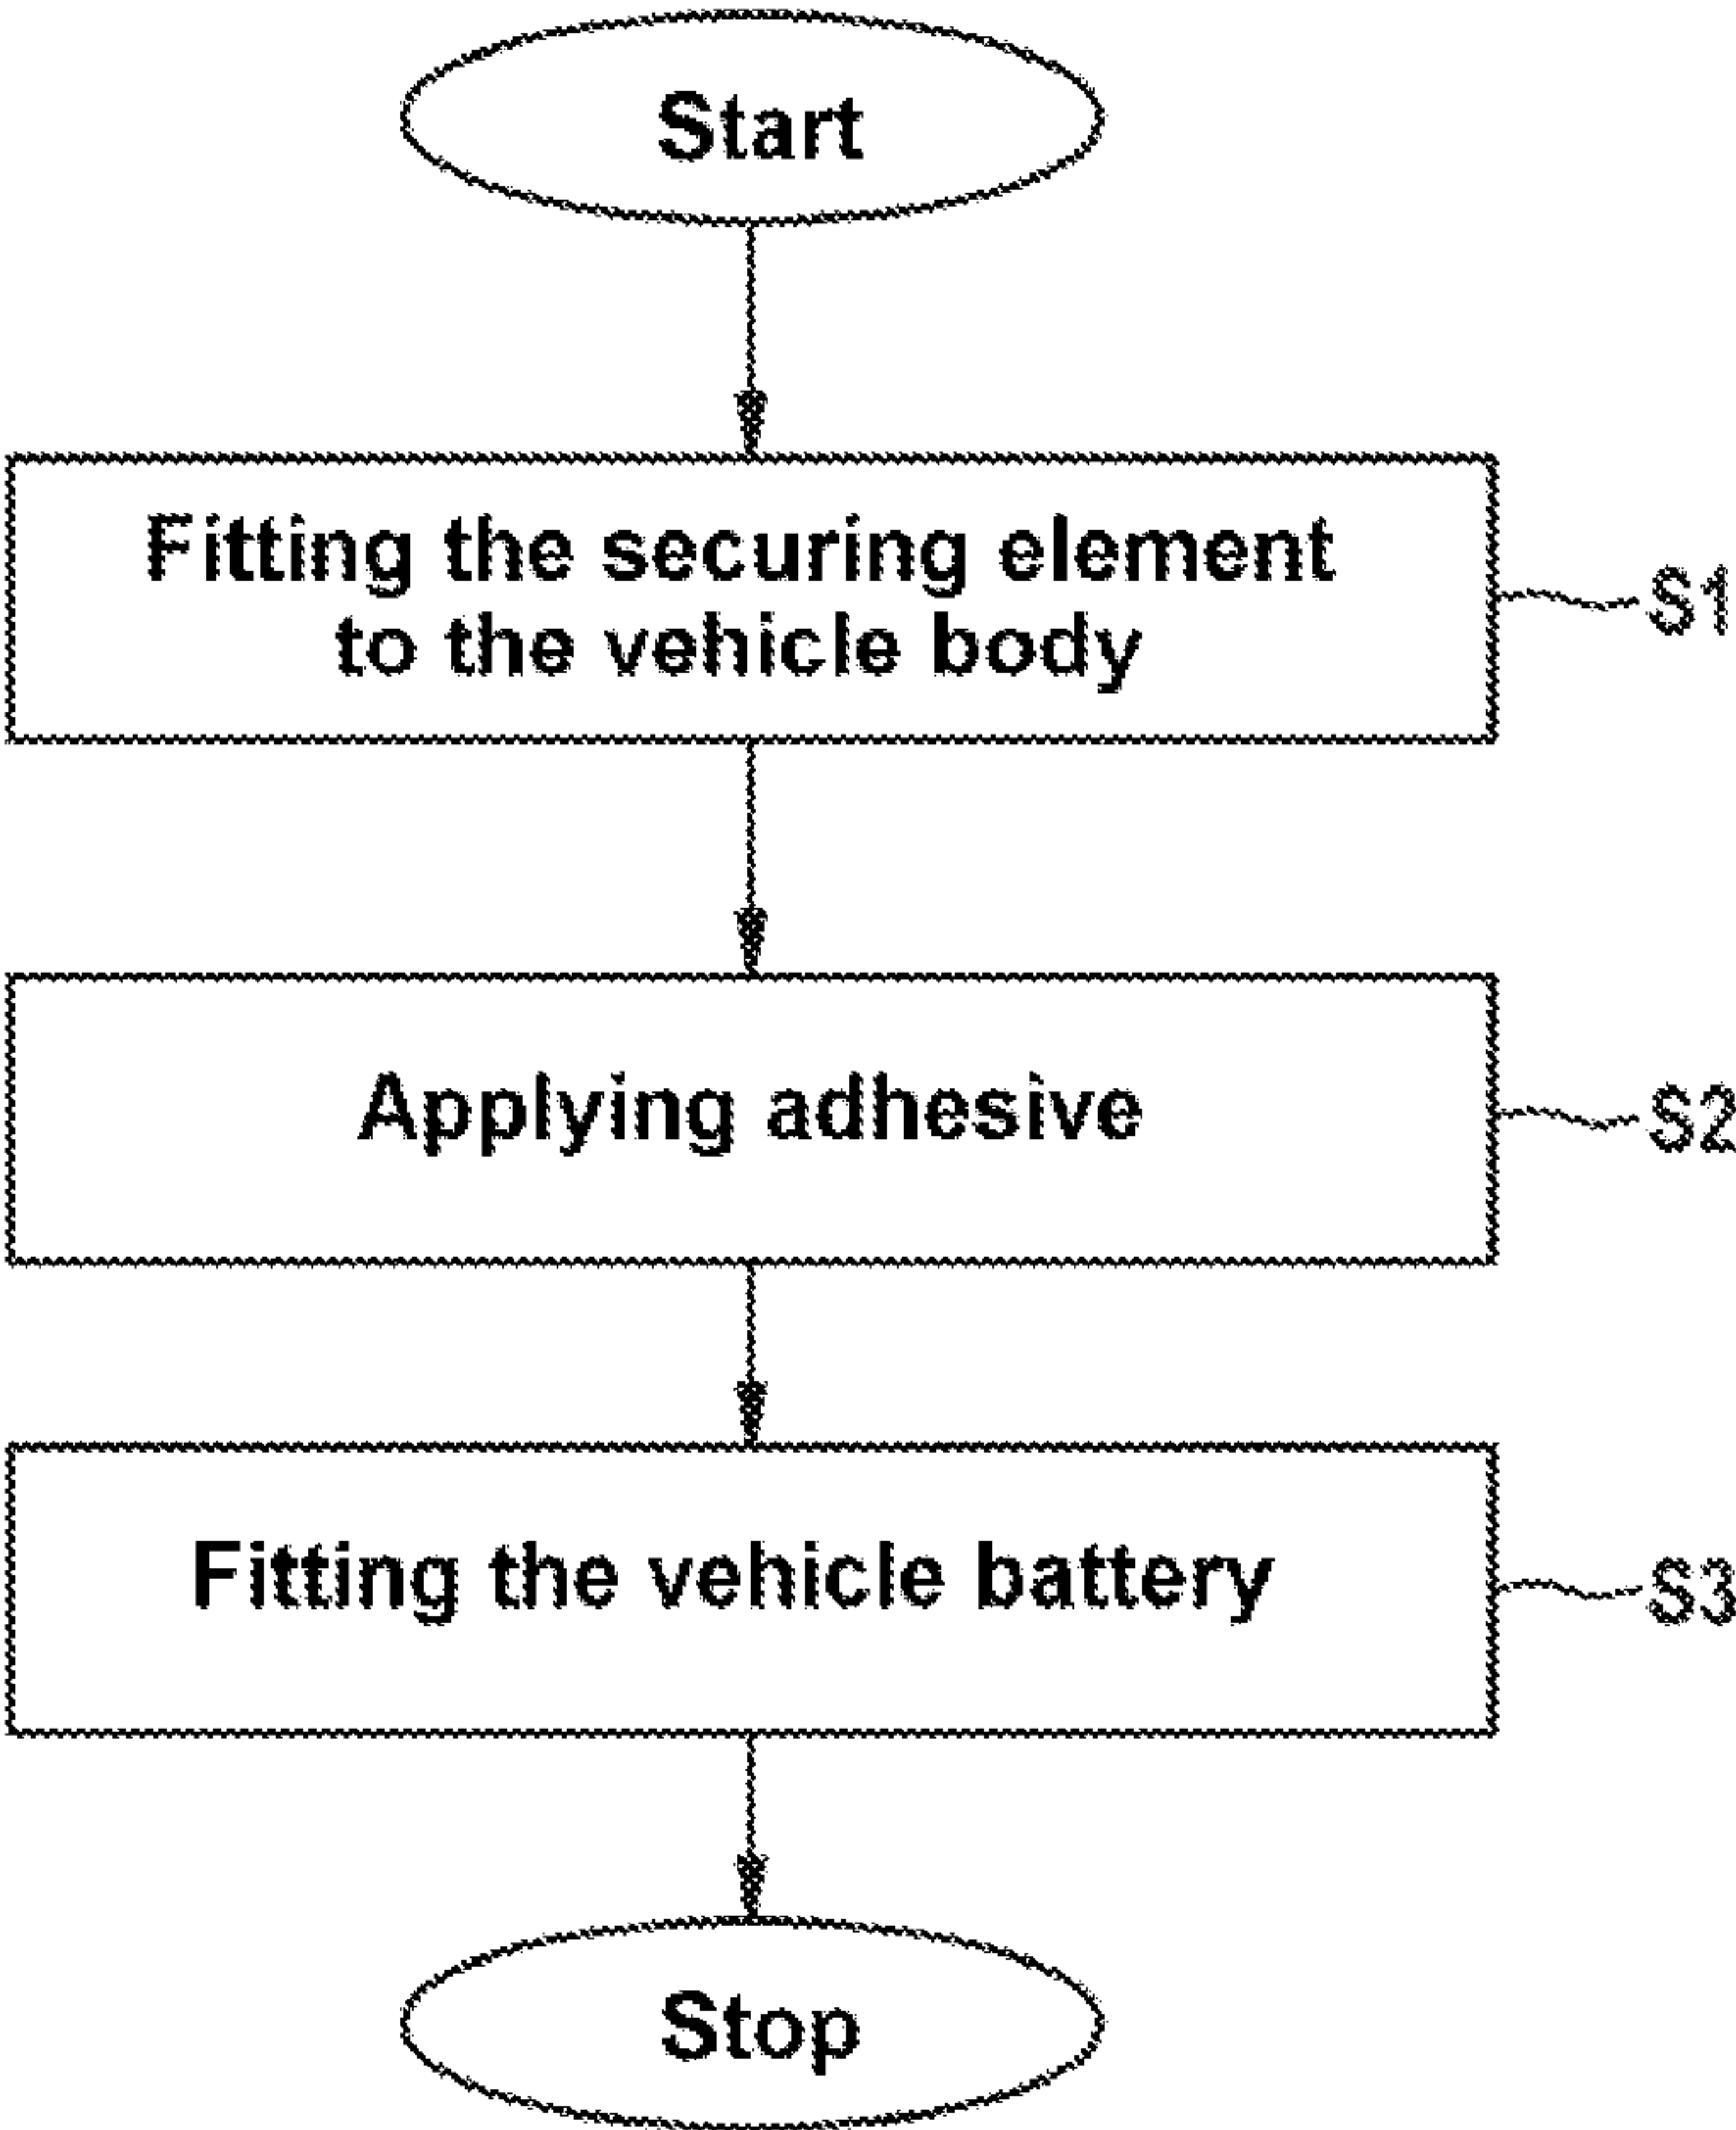 Start
Fitting the securing element
to the vehicle body
S1
Applying adhesive
S2
Fitting the vehicle battery
S3
Stop